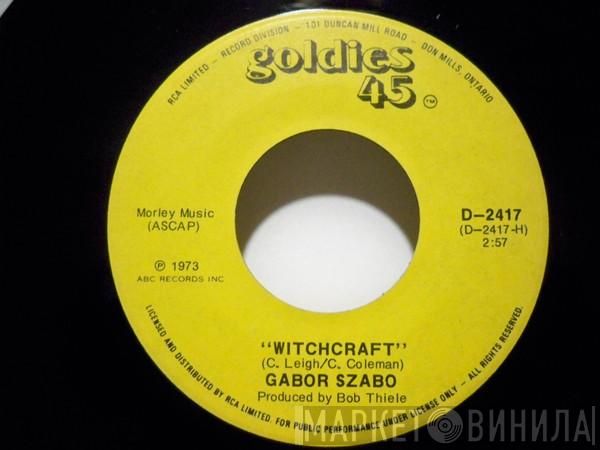 RCA LIMITED – RECORD DIVISION – 101 DUNCAN MILL ROAD – DON MILLS, ONTARIO
goldies
45 TM
Morley Music
(ASCAP)
D–2417
(D–2417-H)
2:57
Ⓟ 1973
ABC RECORDS INC
"WITCHCRAFT"
(C. Leigh/C. Coleman)
GABOR SZABO
Produced by Bob Thiele
LICENSED AND DISTRIBUTED BY RCA LIMITED. FOR PUBLIC PERFORMANCE UNDER LICENSE ONLY – ALL RIGHTS RESERVED.
МАРКЕТ ВИНИЛА